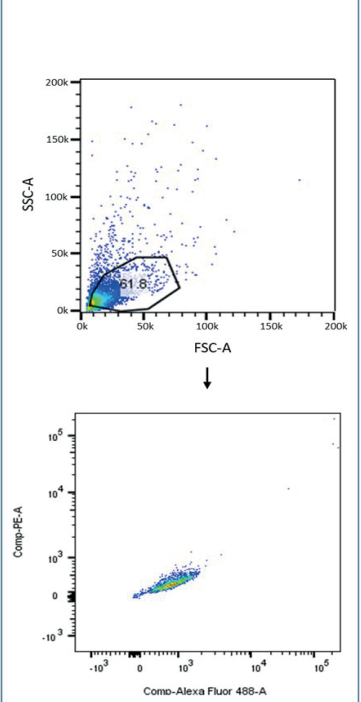 200k
150k
SSC-A
100k
50k
61.8
0k
0k 50k 100k 150k 200k
FSC-A
10^5
10^4
Comp-PE-A
10^3
0
-10^3
-10^3 0 10^3 10^4 10^5
Comp-Alexa Fluor 488-A